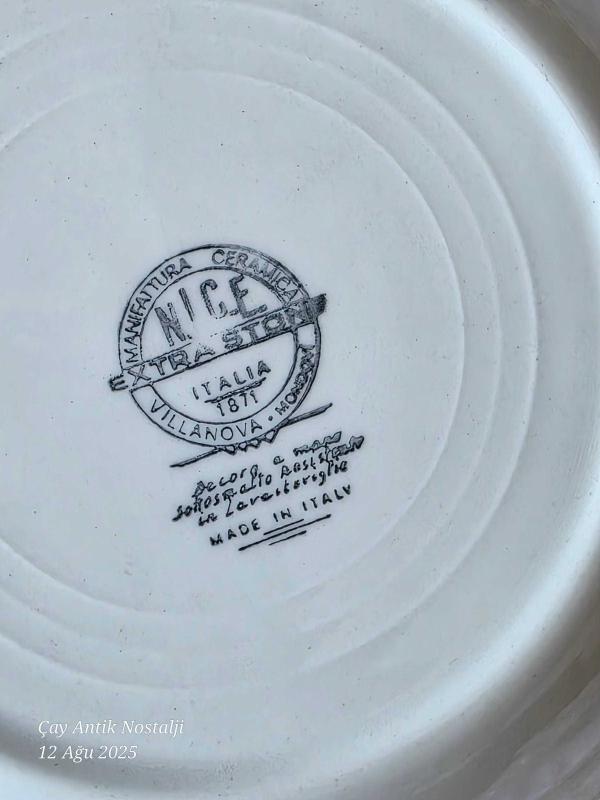 MANIFATTURA CERAMICA
NICE
EXTRA STONE
ITALIA
1871
VILLANOVA • MONDOVI
Decoro a mano
sottosmalto Resistente
in Lavastoviglie
MADE IN ITALY
Çay Antik Nostalji
12 Ağu 2025